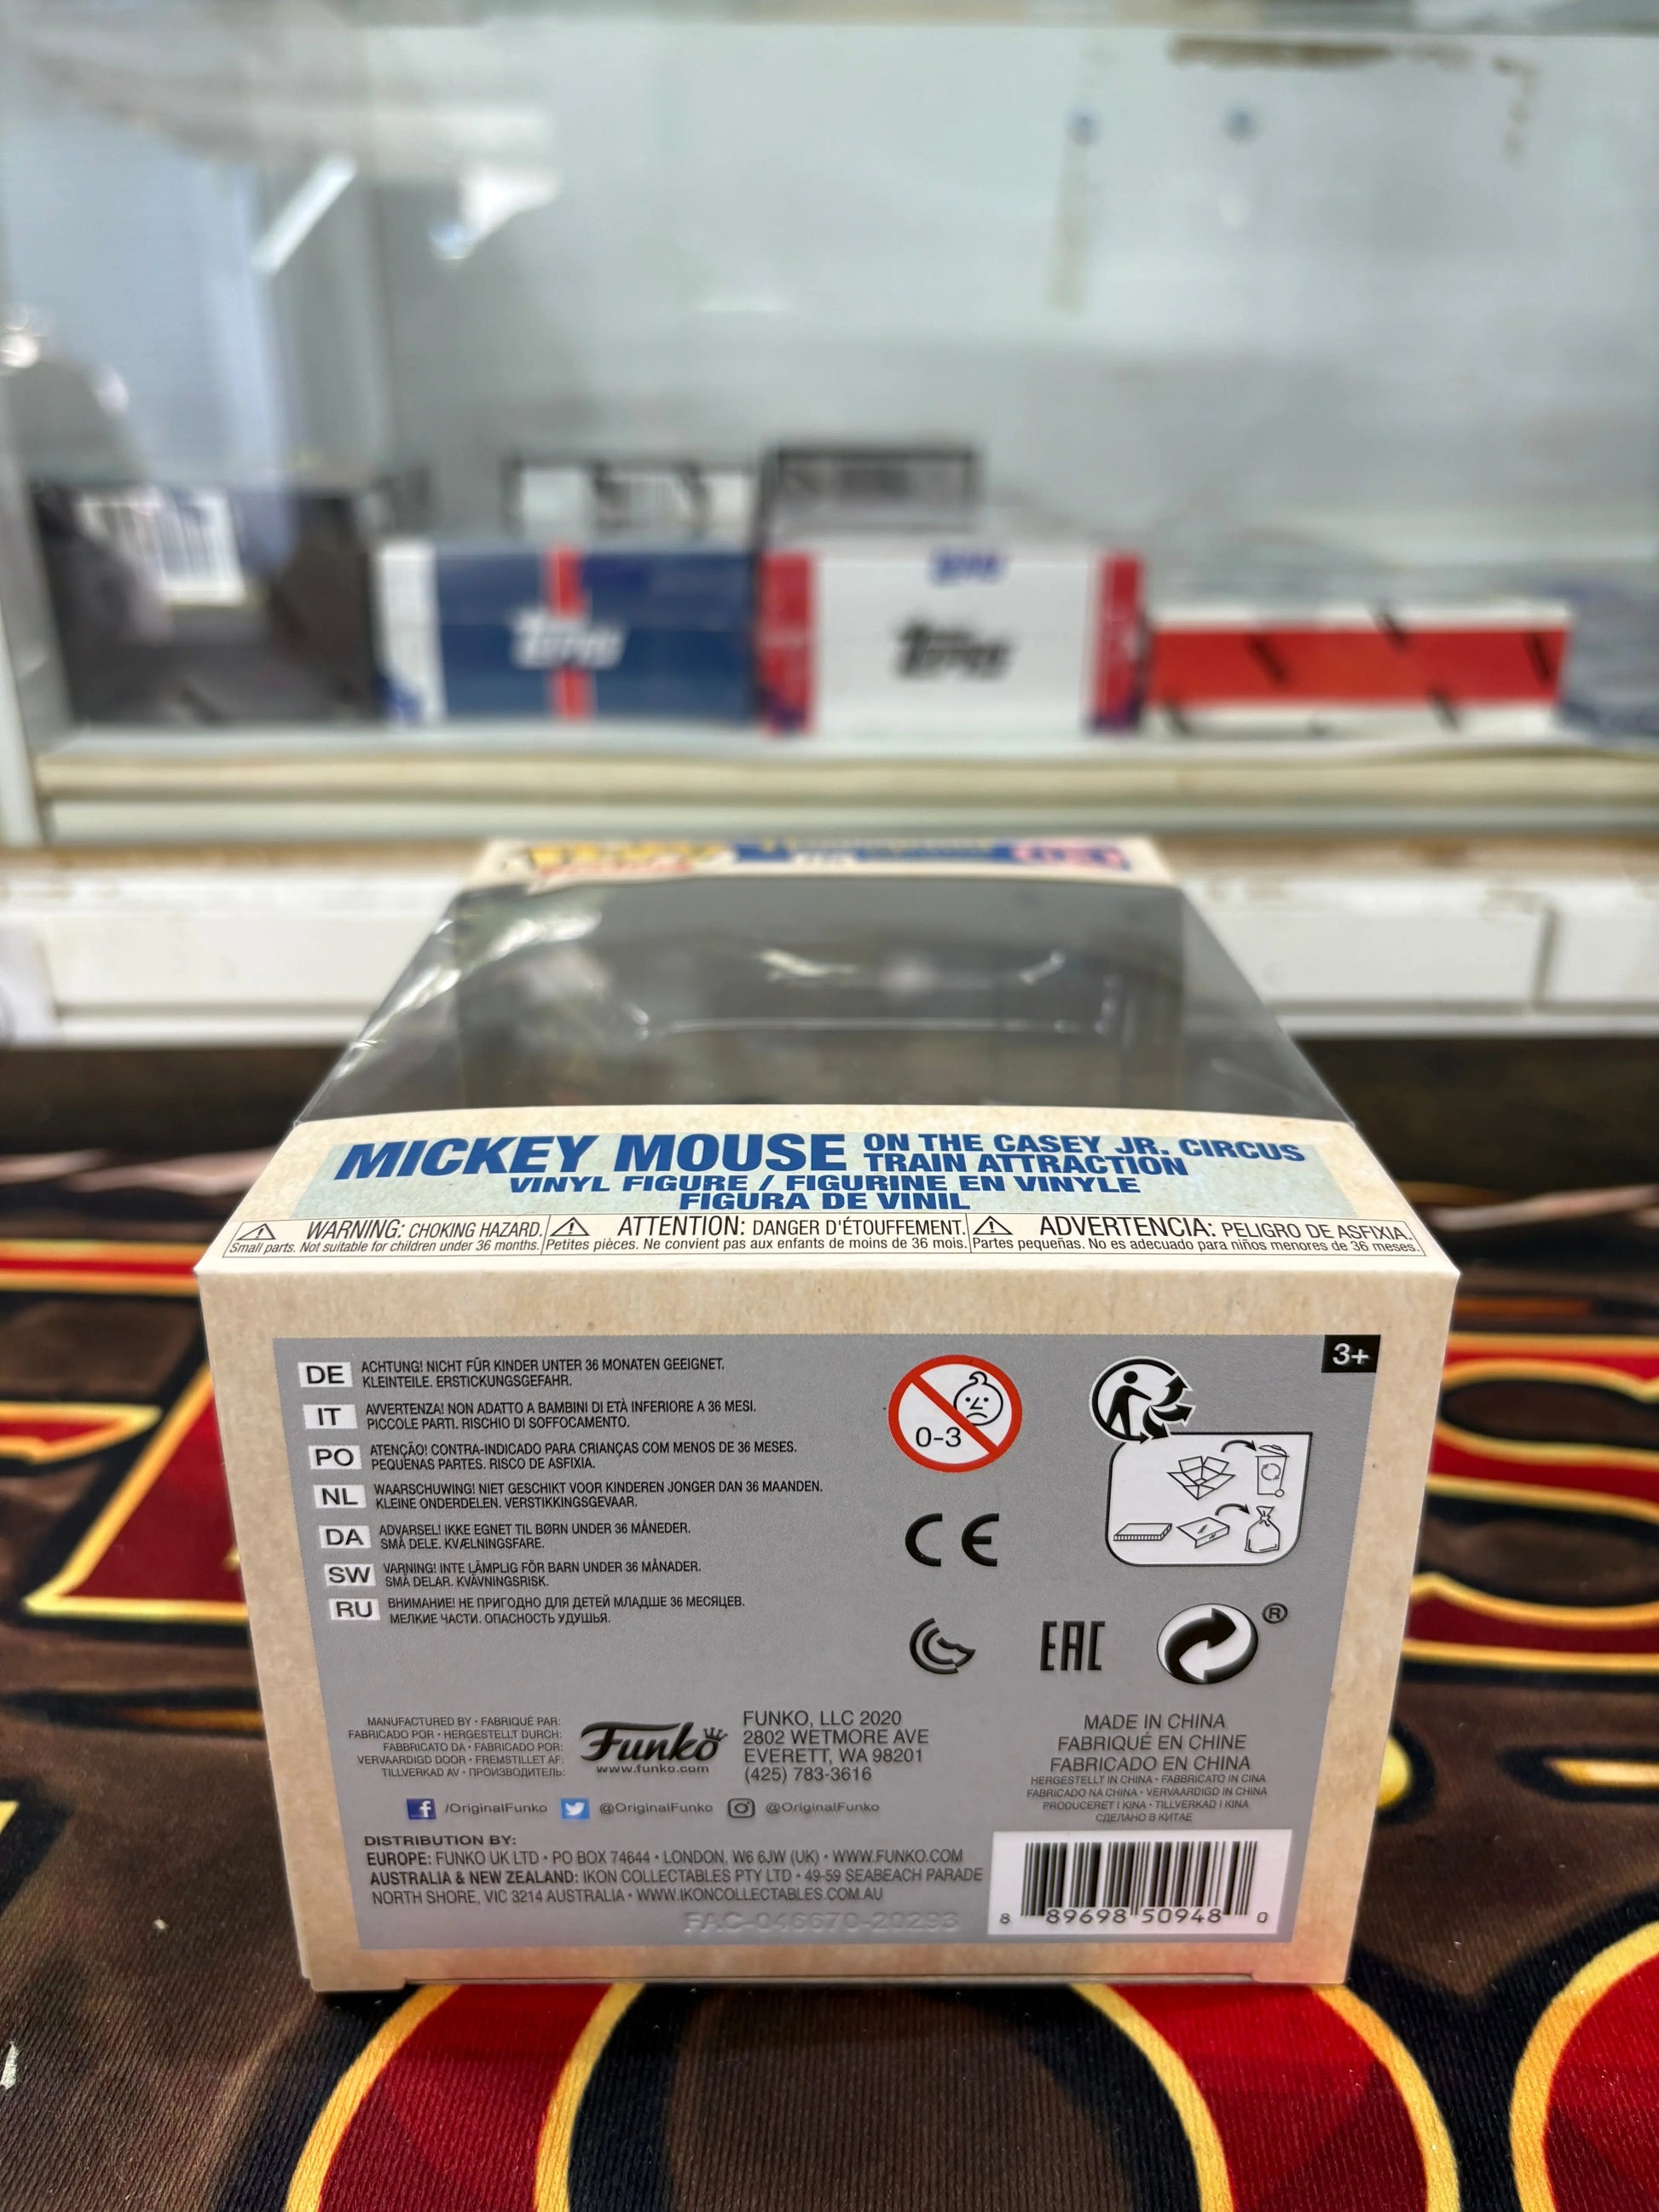 topps
topps
MICKEY MOUSE ON THE CASEY JR. CIRCUS
TRAIN ATTRACTION
VINYL FIGURE / FIGURINE EN VINYLE
FIGURA DE VINIL
WARNING: CHOKING HAZARD.
Small parts. Not suitable for children under 36 months.
ATTENTION: DANGER D'ÉTOUFFEMENT.
Petites pièces. Ne convient pas aux enfants de moins de 36 mois.
ADVERTENCIA: PELIGRO DE ASFIXIA.
Partes pequeñas. No es adecuado para niños menores de 36 meses.
3+
DE ACHTUNG! NICHT FÜR KINDER UNTER 36 MONATEN GEEIGNET.
KLEINTEILE. ERSTICKUNGSGEFAHR.
IT AVVERTENZA! NON ADATTO A BAMBINI DI ETÀ INFERIORE A 36 MESI.
PICCOLE PARTI. RISCHIO DI SOFFOCAMENTO.
PO ATENÇÃO! CONTRA-INDICADO PARA CRIANÇAS COM MENOS DE 36 MESES.
PEQUENAS PARTES. RISCO DE ASFIXIA.
NL WAARSCHUWING! NIET GESCHIKT VOOR KINDEREN JONGER DAN 36 MAANDEN.
KLEINE ONDERDELEN. VERSTIKKINGSGEVAAR.
DA ADVARSEL! IKKE EGNET TIL BØRN UNDER 36 MÅNEDER.
SMÅ DELE. KVÆLNINGSFARE.
SW VARNING! INTE LÄMPLIG FÖR BARN UNDER 36 MÅNADER.
SMÅ DELAR. KVÄVNINGSRISK.
RU ВНИМАНИЕ! НЕ ПРИГОДНО ДЛЯ ДЕТЕЙ МЛАДШЕ 36 МЕСЯЦЕВ.
МЕЛКИЕ ЧАСТИ. ОПАСНОСТЬ УДУШЬЯ.
0-3
CE
EAC
®
MANUFACTURED BY • FABRIQUÉ PAR:
FABRICADO POR • HERGESTELLT DURCH:
FABBRICATO DA • FABRICADO POR:
VERVAARDIGD DOOR • FREMSTILLET AF:
TILLVERKAD AV • ПРОИЗВОДИТЕЛЬ:
Funko
www.funko.com
FUNKO, LLC 2020
2802 WETMORE AVE
EVERETT, WA 98201
(425) 783-3616
MADE IN CHINA
FABRIQUÉ EN CHINE
FABRICADO EN CHINA
HERGESTELLT IN CHINA • FABBRICATO IN CINA
FABRICADO NA CHINA • VERVAARDIGD IN CHINA
PRODUCERET I KINA • TILLVERKAD I KINA
СДЕЛАНО В КИТАЕ
/OriginalFunko @OriginalFunko @OriginalFunko
DISTRIBUTION BY:
EUROPE: FUNKO UK LTD • PO BOX 74644 • LONDON, W6 6JW (UK) • WWW.FUNKO.COM
AUSTRALIA & NEW ZEALAND: IKON COLLECTABLES PTY LTD • 49-59 SEABEACH PARADE
NORTH SHORE, VIC 3214 AUSTRALIA • WWW.IKONCOLLECTABLES.COM.AU
FAC-046670-20293
8 89698 50948 0